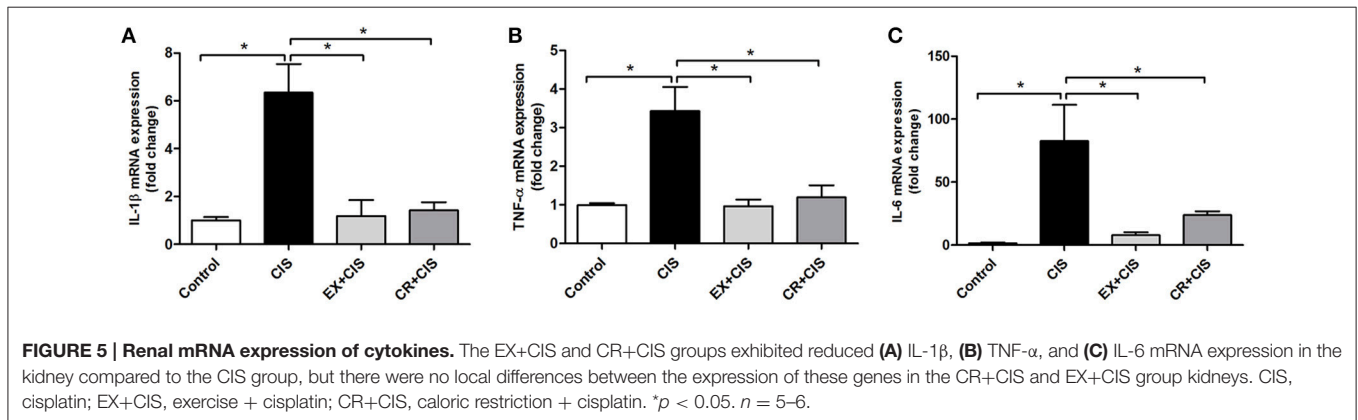 A
IL-1β mRNA expression
(fold change)
8
6
4
2
0
*
*
*
Control
CIS
EX+CIS
CR+CIS
B
TNF-α mRNA expression
(fold change)
5
4
3
2
1
0
*
*
*
Control
CIS
EX+CIS
CR+CIS
C
IL-6 mRNA expression
(fold change)
150
100
50
0
*
*
*
Control
CIS
EX+CIS
CR+CIS
FIGURE 5 | Renal mRNA expression of cytokines. The EX+CIS and CR+CIS groups exhibited reduced (A) IL-1β, (B) TNF-α, and (C) IL-6 mRNA expression in the
kidney compared to the CIS group, but there were no local differences between the expression of these genes in the CR+CIS and EX+CIS group kidneys. CIS,
cisplatin; EX+CIS, exercise + cisplatin; CR+CIS, caloric restriction + cisplatin. *p < 0.05. n = 5–6.